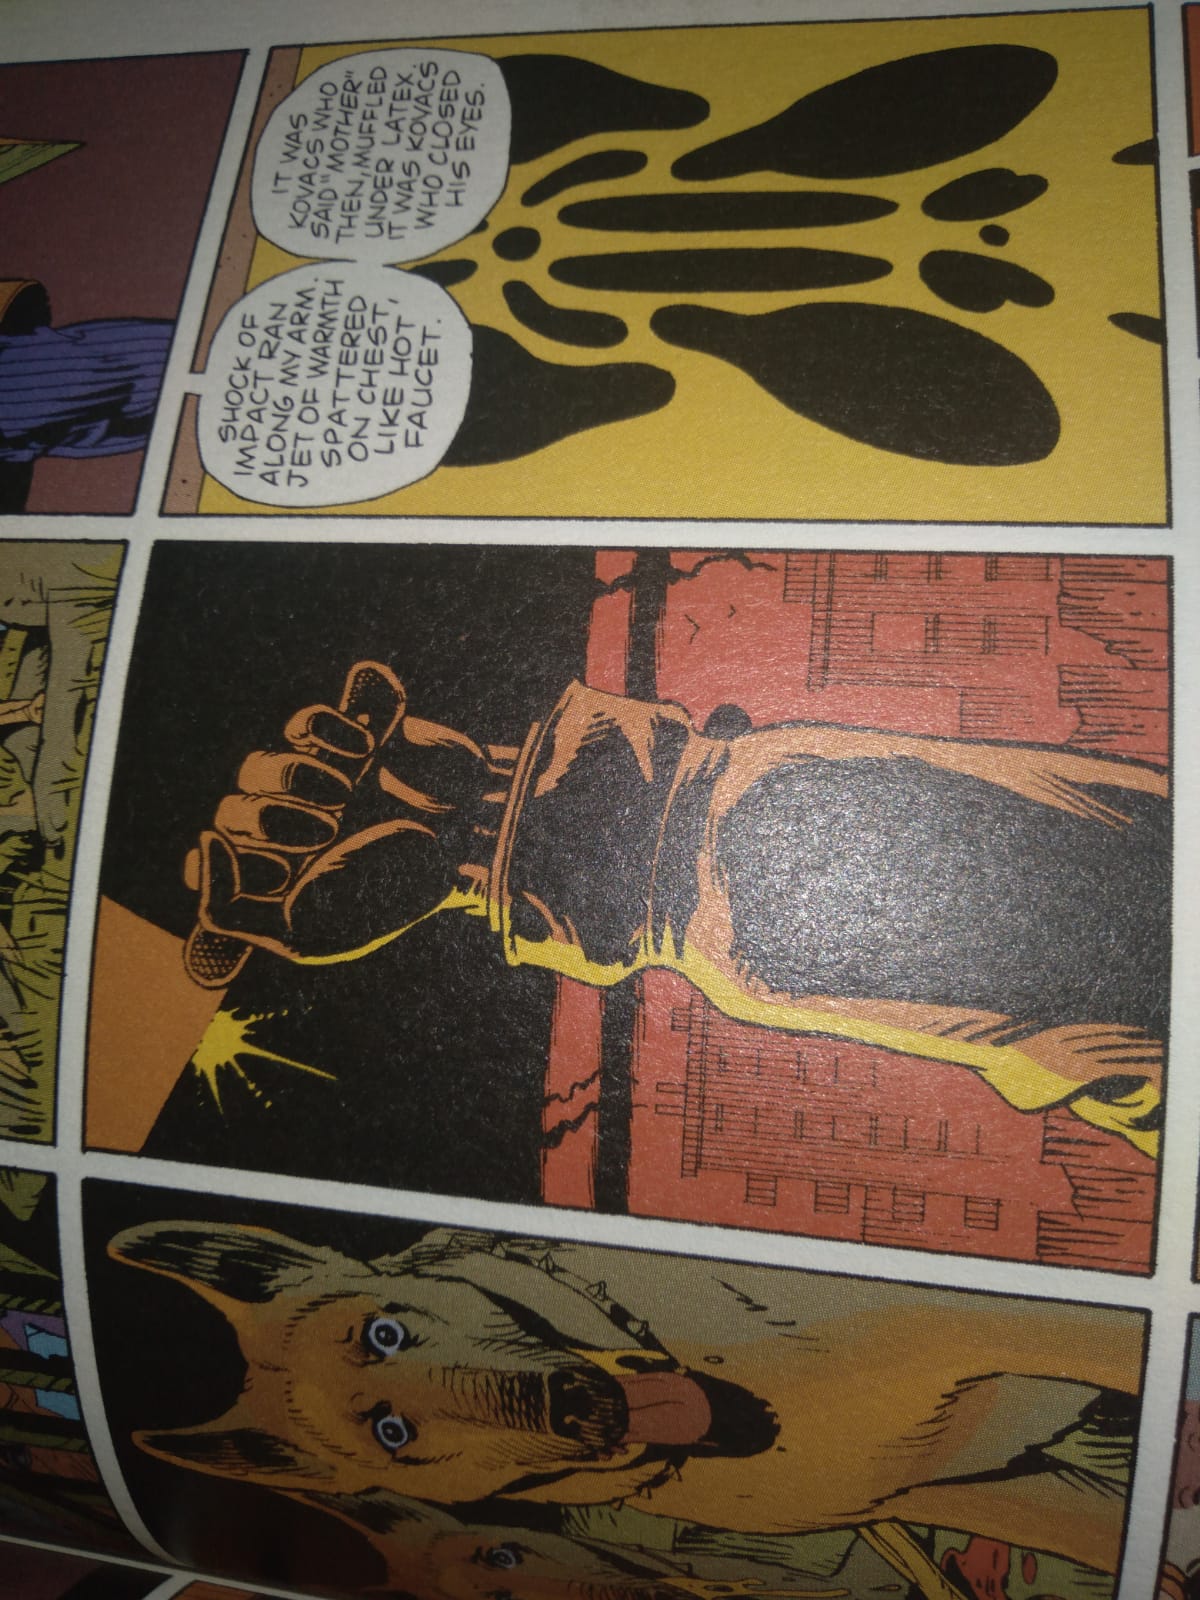 SHOCK OF
IMPACT RAN
ALONG MY ARM.
JET OF WARMTH
SPATTERED
ON CHEST,
LIKE HOT
FAUCET.
IT WAS
KOVACS WHO
SAID "MOTHER"
THEN, MUFFLED
UNDER LATEX.
IT WAS KOVACS
WHO CLOSED
HIS EYES.